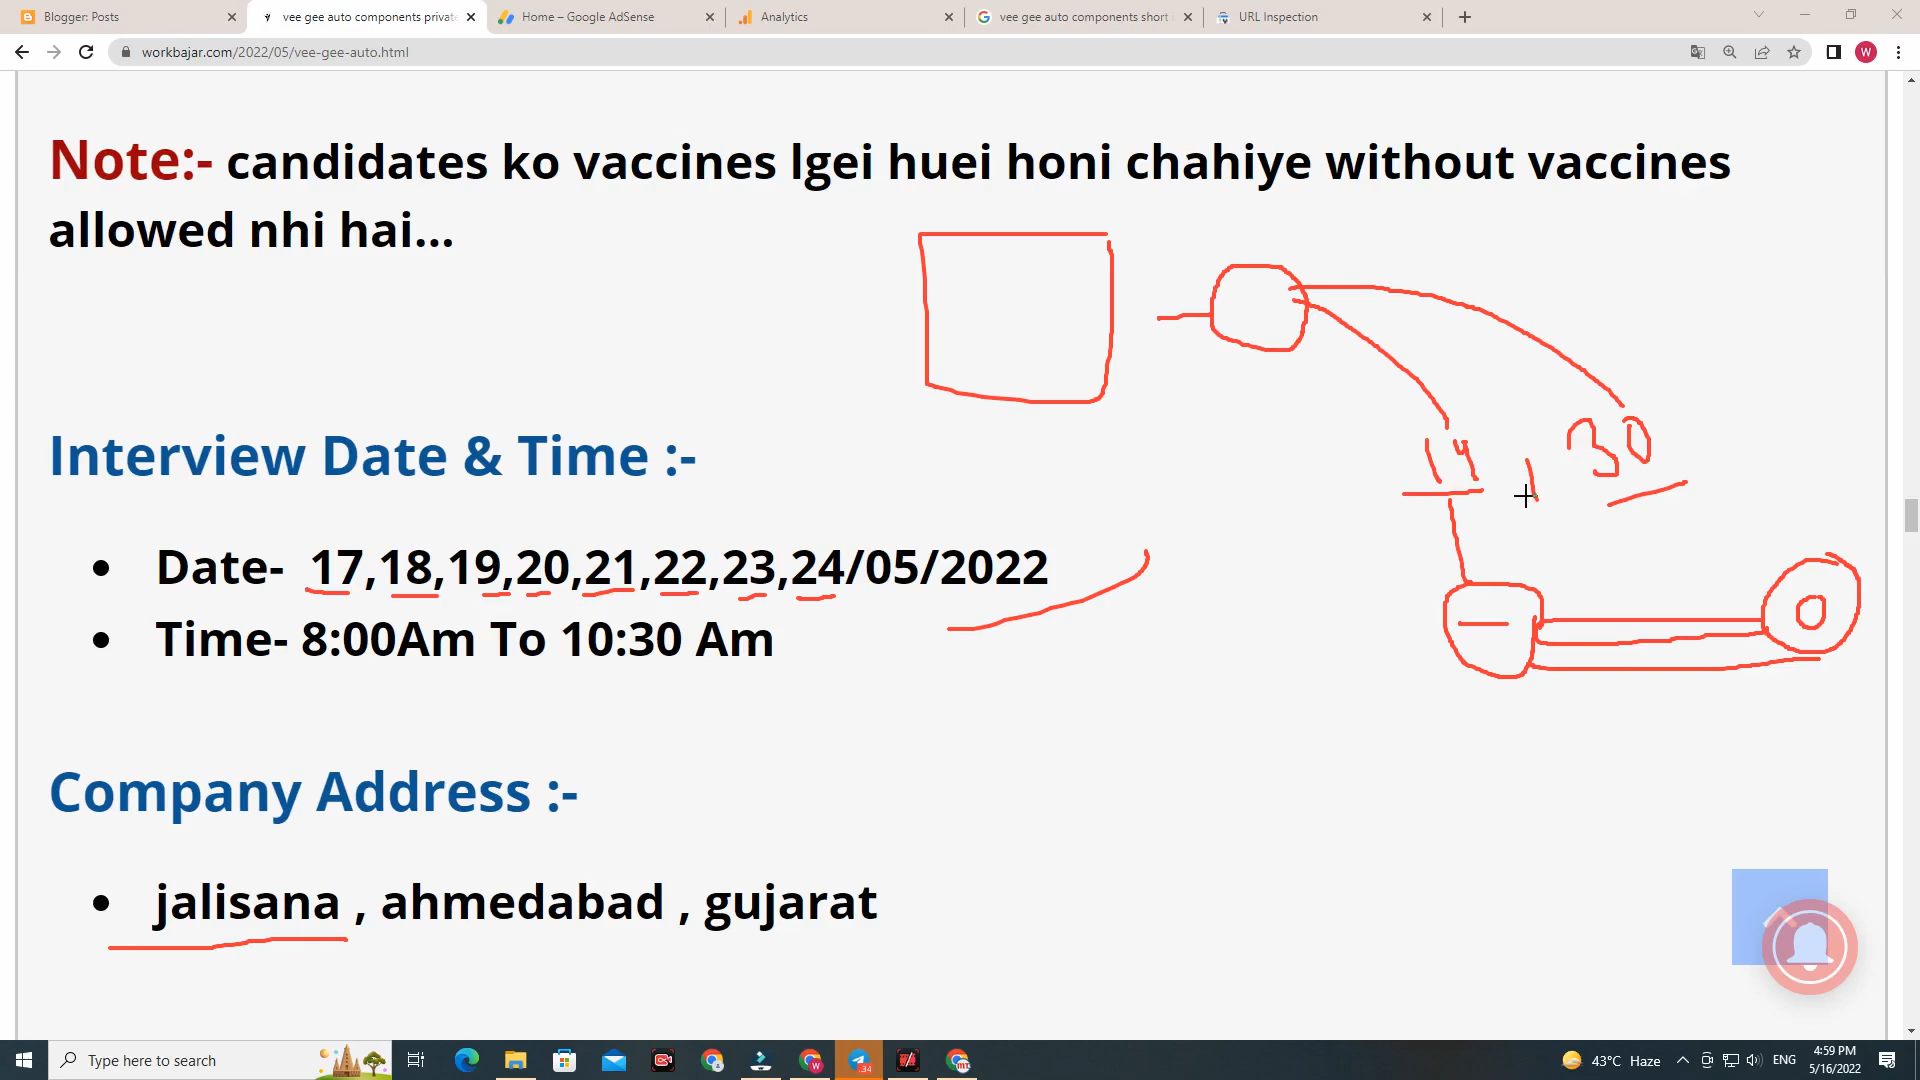 Blogger: Posts
vee gee auto components private
Home – Google AdSense
Analytics
vee gee auto components short
URL Inspection
workbajar.com/2022/05/vee-gee-auto.html
W
Note:- candidates ko vaccines lgei huei honi chahiye without vaccines
allowed nhi hai...
14
30
Interview Date & Time :-
Date- 17,18,19,20,21,22,23,24/05/2022
Time- 8:00Am To 10:30 Am
Company Address :-
jalisana , ahmedabad , gujarat
Type here to search
34
43°C Haze
ENG
4:59 PM
5/16/2022